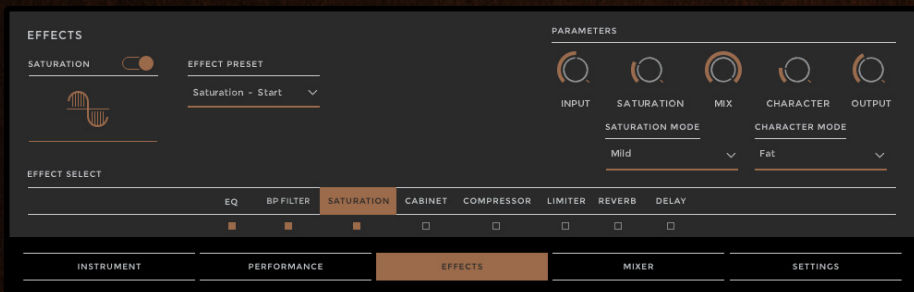 EFFECTS
PARAMETERS
SATURATION
EFFECT PRESET
Saturation - Start
INPUT SATURATION MIX CHARACTER OUTPUT
SATURATION MODE CHARACTER MODE
Mild Fat
EFFECT SELECT
EQ BP FILTER SATURATION CABINET COMPRESSOR LIMITER REVERB DELAY
INSTRUMENT PERFORMANCE EFFECTS MIXER SETTINGS